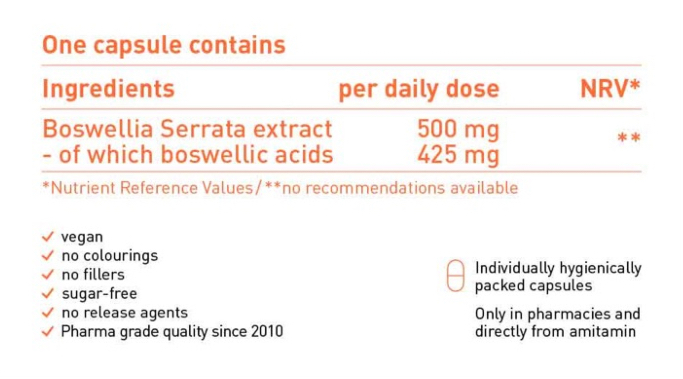 One capsule contains
Ingredients per daily dose NRV*
Boswellia Serrata extract 500 mg
- of which boswellic acids 425 mg **
*Nutrient Reference Values/**no recommendations available
✓ vegan
✓ no colourings
✓ no fillers
✓ sugar-free
✓ no release agents
✓ Pharma grade quality since 2010
Individually hygienically
packed capsules
Only in pharmacies and
directly from amitamin